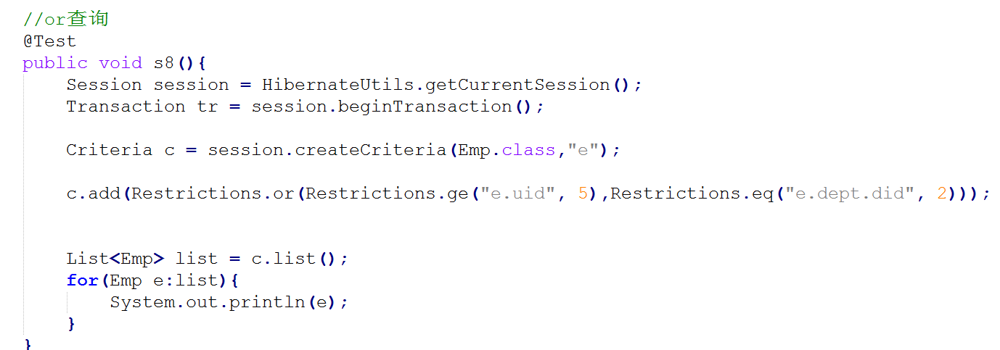 //or查询
@Test
public void s8(){
    Session session = HibernateUtils.getCurrentSession();
    Transaction tr = session.beginTransaction();
    Criteria c = session.createCriteria(Emp.class,"e");
    c.add(Restrictions.or(Restrictions.ge("e.uid", 5),Restrictions.eq("e.dept.did", 2)));
    List<Emp> list = c.list();
    for(Emp e:list){
        System.out.println(e);
    }
}